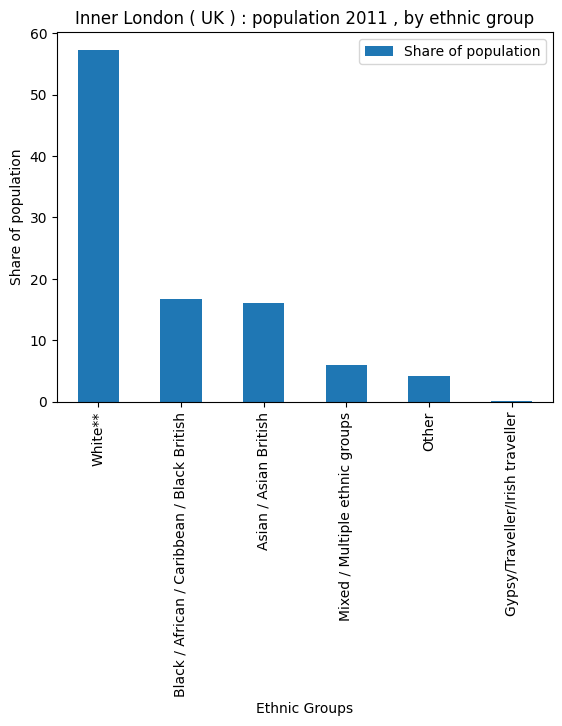 Inner London ( UK ) : population 2011 , by ethnic group
Share of population
Share of population
60
50
40
30
20
10
0
White**
Black / African / Caribbean / Black British
Asian / Asian British
Mixed / Multiple ethnic groups
Other
Gypsy/Traveller/Irish traveller
Ethnic Groups